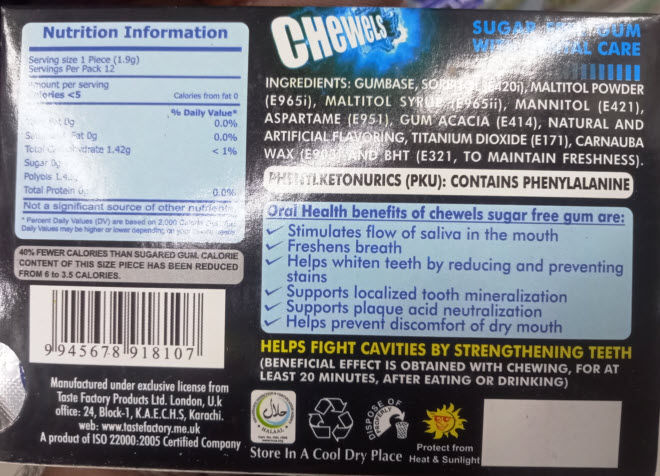 Nutrition Information
Serving size 1 Piece (1.9g)
Servings Per Pack 12
Amount per serving
Calories <5 Calories from fat 0
% Daily Value*
Fat 0g 0.0%
Fat 0g 0.0%
Total Carbohydrate 1.42g < 1%
Sugar 0g
Polyols
Total Protein 0.0%
Not a significant source of other nutrients
* Percent Daily Values (DV) are based on 2,000
Daily Values may be higher or lower depending on your
40% FEWER CALORIES THAN SUGARED GUM. CALORIE
CONTENT OF THIS SIZE PIECE HAS BEEN REDUCED
FROM 6 to 3.5 CALORIES.
9 945678 918107
Manufactured under exclusive license from
Taste Factory Products Ltd. London, U.k
office: 24, Block-1, K.A.E.C.H.S, Karachi.
web: www.tastefactory.me.uk
A product of ISO 22000:2005 Certified Company
CHewels
SUGAR FREE GUM
WITH CARE
INGREDIENTS: GUMBASE, SORBITOL (E420i), MALTITOL POWDER
(E965i), MALTITOL SYRUP (E965ii), MANNITOL (E421),
ASPARTAME (E951), GUM ACACIA (E414), NATURAL AND
ARTIFICIAL FLAVORING, TITANIUM DIOXIDE (E171), CARNAUBA
WAX (E903) AND BHT (E321, TO MAINTAIN FRESHNESS).
PHENYLKETONURICS (PKU): CONTAINS PHENYLALANINE
Oral Health benefits of chewels sugar free gum are:
✓ Stimulates flow of saliva in the mouth
✓ Freshens breath
✓ Helps whiten teeth by reducing and preventing
stains
✓ Supports localized tooth mineralization
✓ Supports plaque acid neutralization
✓ Helps prevent discomfort of dry mouth
HELPS FIGHT CAVITIES BY STRENGTHENING TEETH
(BENEFICIAL EFFECT IS OBTAINED WITH CHEWING, FOR AT
LEAST 20 MINUTES, AFTER EATING OR DRINKING)
حلال
HALAAL
DISPOSE OF
PROPERLY
Protect from
Heat & Sunlight
Store In A Cool Dry Place